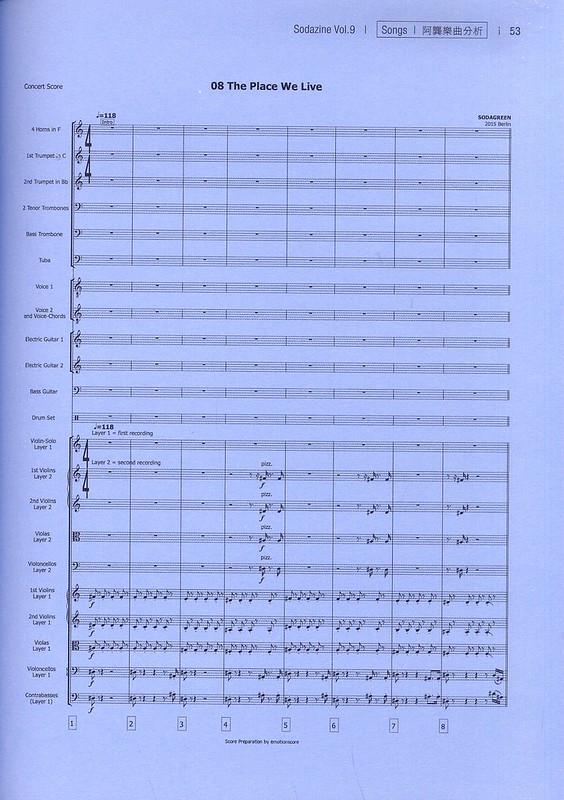 Sodazine Vol.9 | Songs | 阿龔樂曲分析 | 53
Concert Score
08 The Place We Live
♩=118
Intro
SODAGREEN
2015 Berlin
4 Horns in F
1st Trumpet in C
2nd Trumpet in Bb
2 Tenor Trombones
Bass Trombone
Tuba
Voice 1
Voice 2
and Voice-Chords
Electric Guitar 1
Electric Guitar 2
Bass Guitar
Drum Set
♩=118
Layer 1 = first recording
Violin-Solo
Layer 1
Layer 2 = second recording
pizz.
1st Violins
Layer 2
f
pizz.
2nd Violins
Layer 2
f
pizz.
Violas
Layer 2
f
pizz.
Violoncellos
Layer 2
f
1st Violins
Layer 1
f
2nd Violins
Layer 1
f
Violas
Layer 1
f
Violoncellos
Layer 1
f
Contrabasses
(Layer 1)
f
1 2 3 4 5 6 7 8
Score Preparation by emotionscore